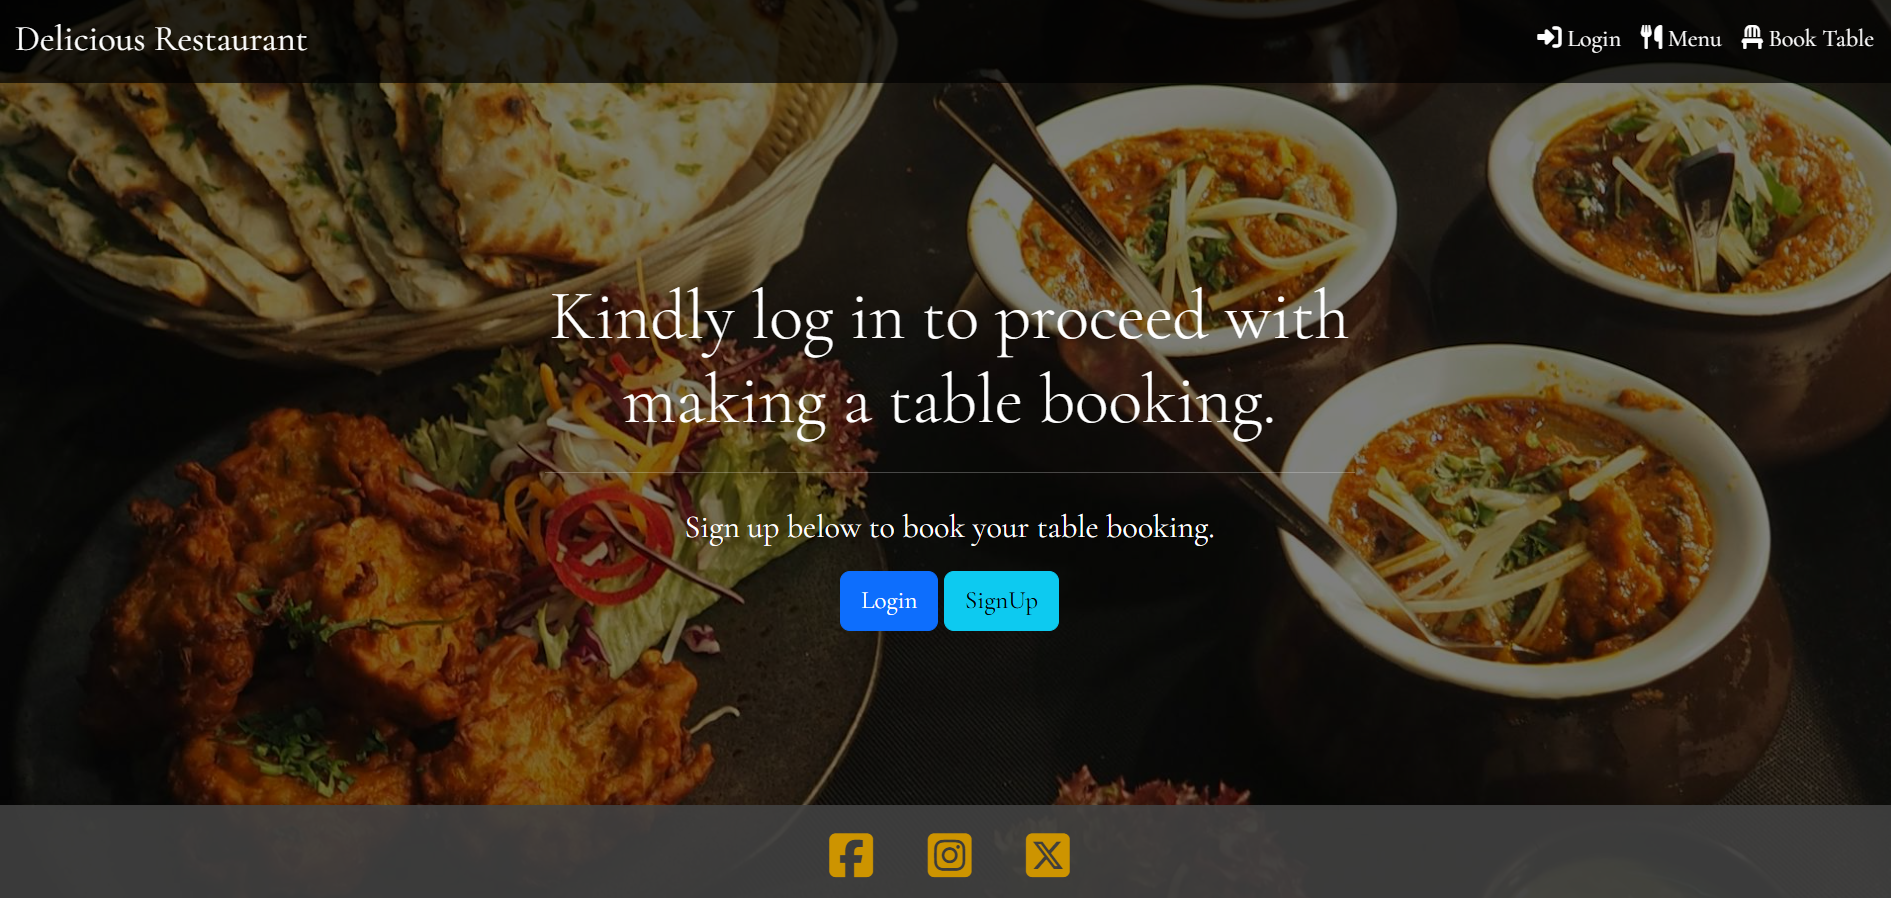 Delicious Restaurant
Login Menu Book Table
Kindly log in to proceed with
making a table booking.
Sign up below to book your table booking.
Login SignUp